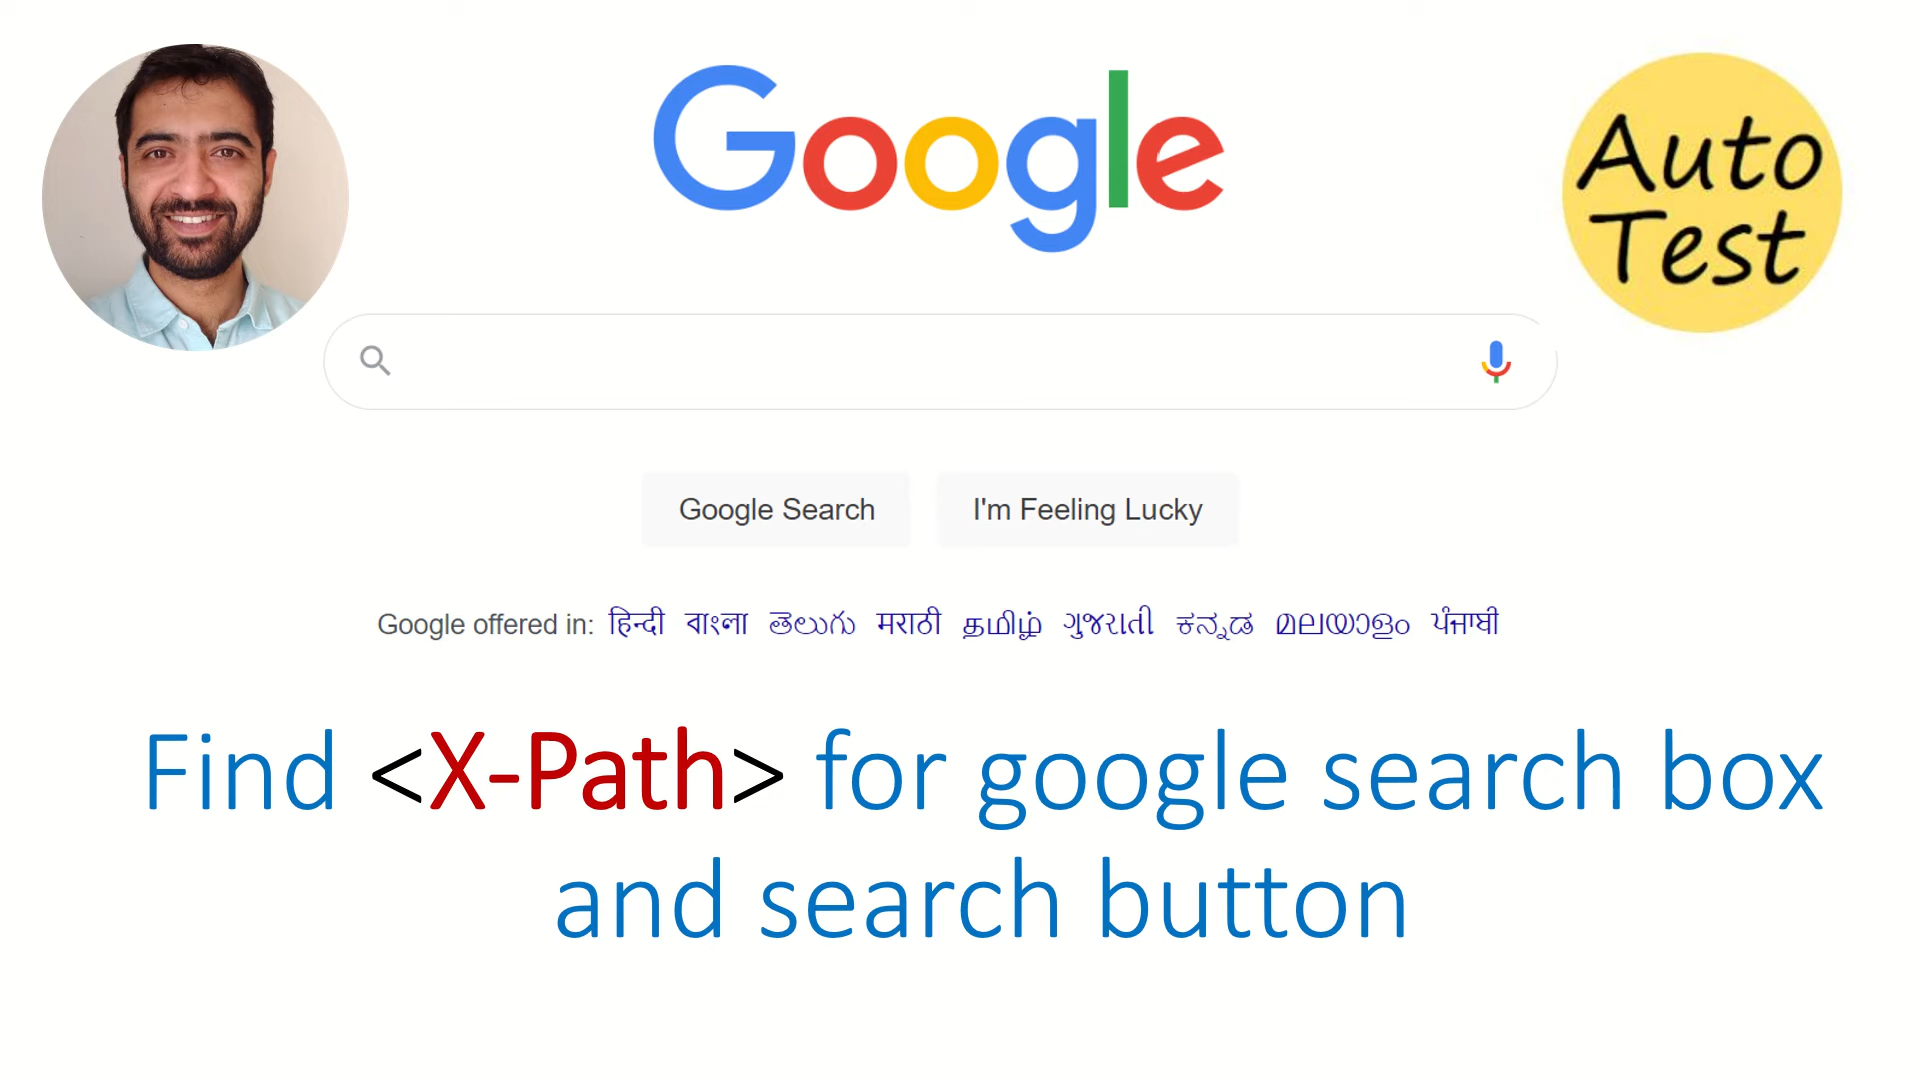 Google
Auto
Test
Google Search I'm Feeling Lucky
Google offered in: हिन्दी বাংলা తెలుగు मराठी தமிழ் ગુજરાતી ಕನ್ನಡ മലയാളം ਪੰਜਾਬੀ
Find <X-Path> for google search box
and search button